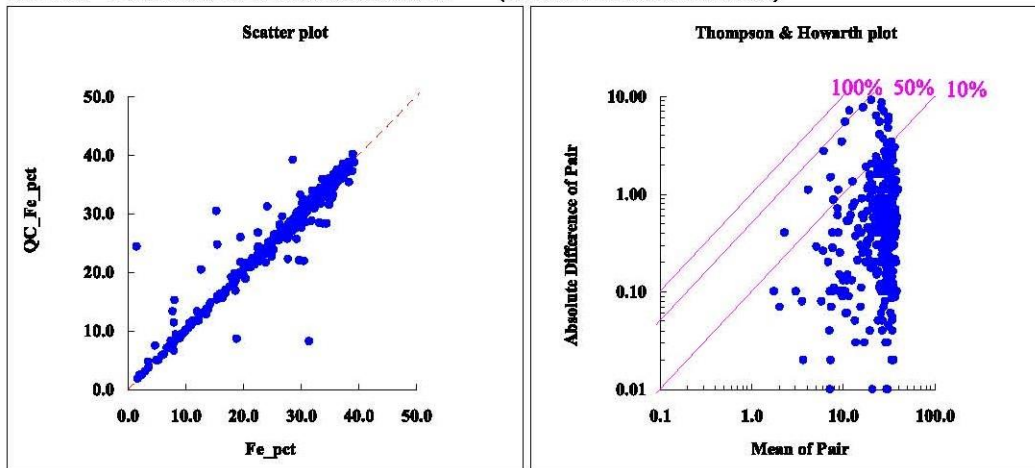 Scatter plot
50.0
40.0
30.0
20.0
10.0
0.0
QC_Fe_pct
0.0 10.0 20.0 30.0 40.0 50.0
Fe_pct
Thompson & Howarth plot
100% 50% 10%
10.00
1.00
0.10
0.01
Absolute Difference of Pair
0.1 1.0 10.0 100.0
Mean of Pair